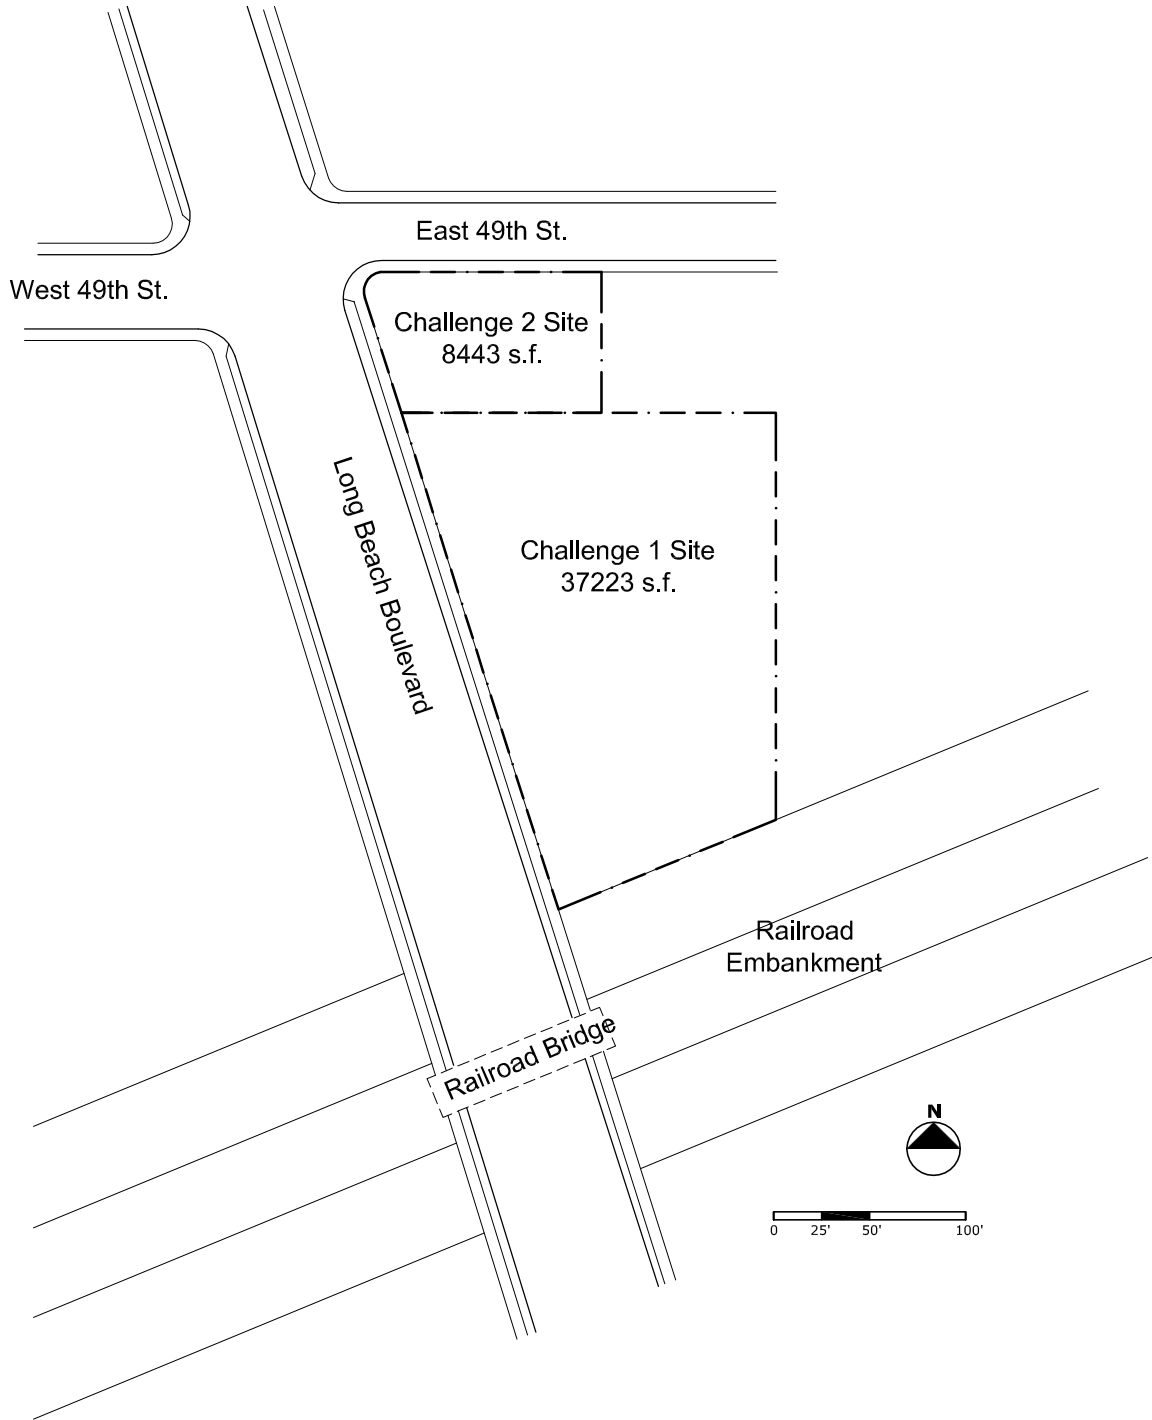 East 49th St.
West 49th St.
Challenge 2 Site
8443 s.f.
Long Beach Boulevard
Challenge 1 Site
37223 s.f.
Railroad
Embankment
Railroad Bridge
N
0 25' 50' 100'